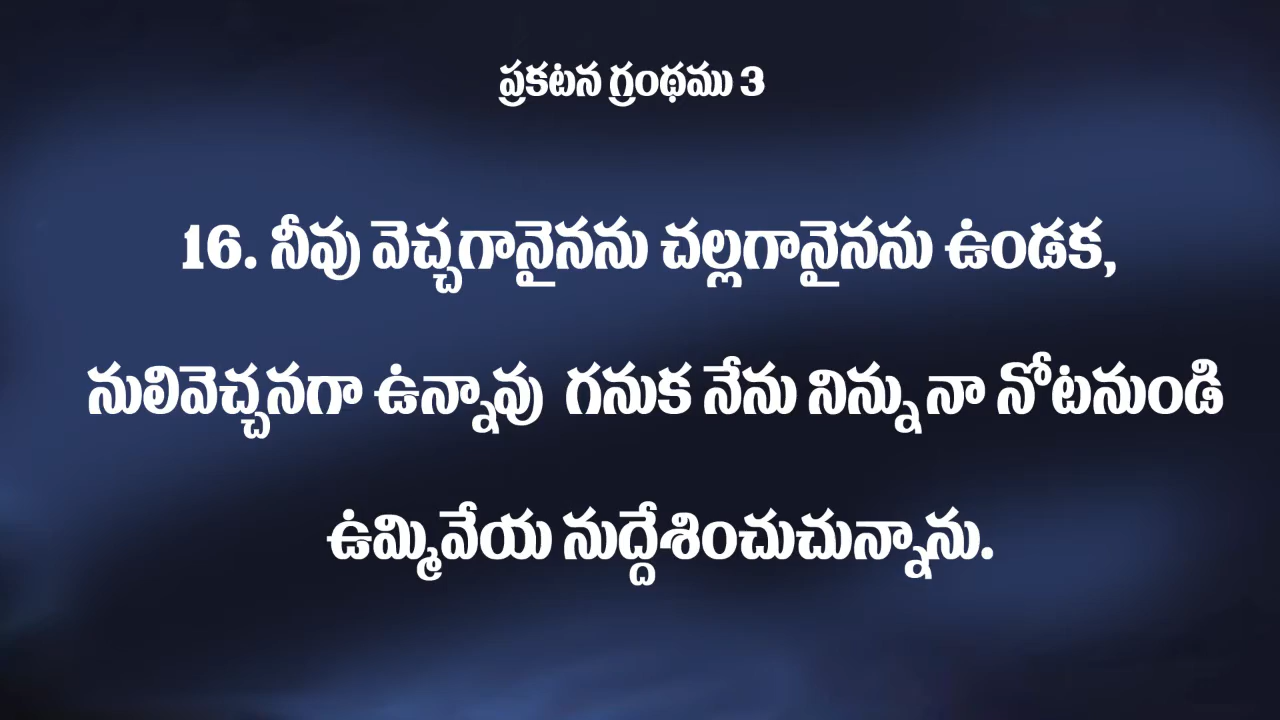 ప్రకటన గ్రంథము 3
16. నీవు వెచ్చగానైనను చల్లగానైనను ఉండక,
నులివెచ్చనగా ఉన్నావు గనుక నేను నిన్ను నా నోటనుండి
ఉమ్మివేయ నుద్దేశించుచున్నాను.